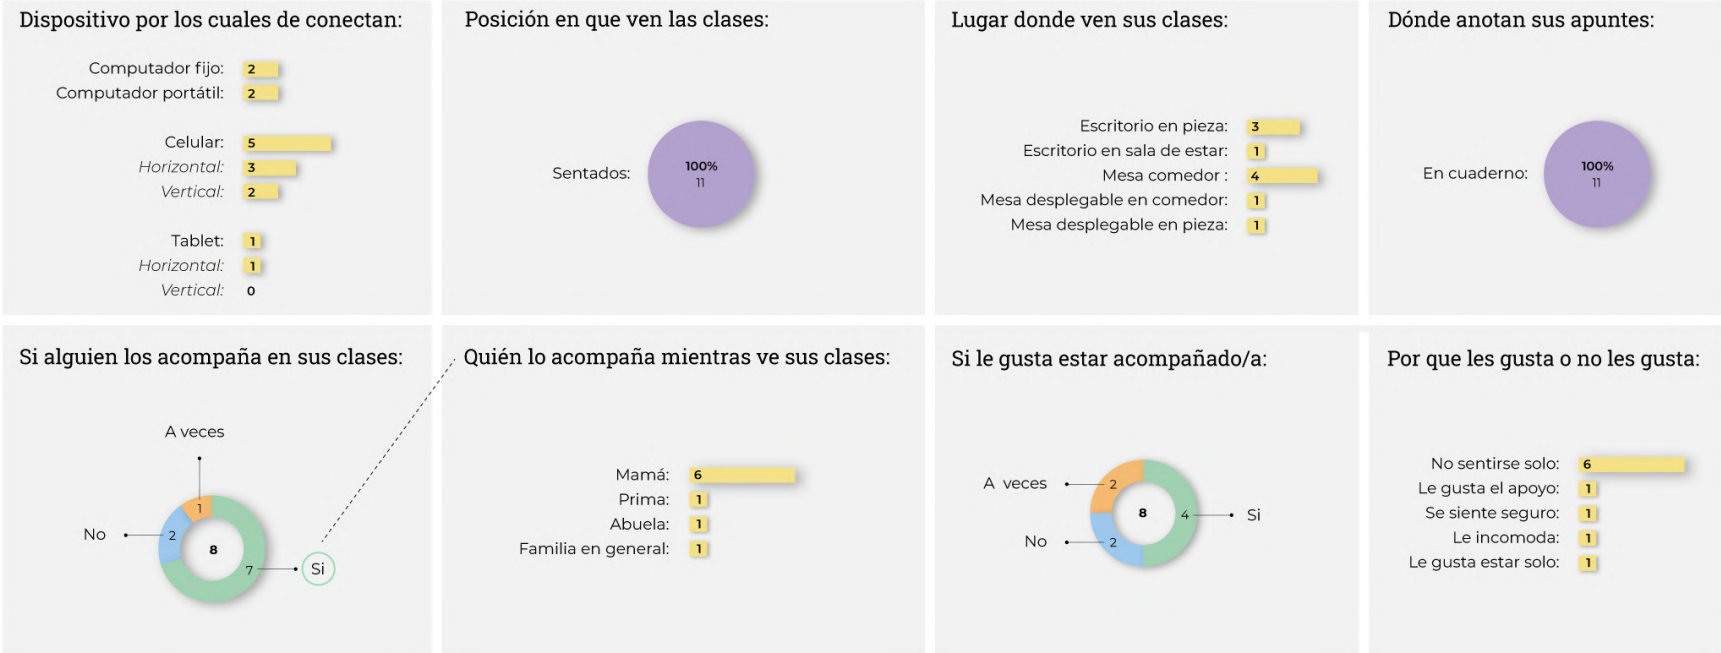 Dispositivo por los cuales de conectan:
Computador fijo: 2
Computador portátil: 2
Celular: 5
Horizontal: 3
Vertical: 2
Tablet: 1
Horizontal: 1
Vertical: 0
Posición en que ven las clases:
Sentados:
100%
11
Lugar donde ven sus clases:
Escritorio en pieza: 3
Escritorio en sala de estar: 1
Mesa comedor : 4
Mesa desplegable en comedor: 1
Mesa desplegable en pieza: 1
Dónde anotan sus apuntes:
En cuaderno:
100%
11
Si alguien los acompaña en sus clases:
A veces
1
No
2
8
7
Si
Quién lo acompaña mientras ve sus clases:
Mamá: 6
Prima: 1
Abuela: 1
Familia en general: 1
Si le gusta estar acompañado/a:
A veces
2
8
4
Si
No
2
Por que les gusta o no les gusta:
No sentirse solo: 6
Le gusta el apoyo: 1
Se siente seguro: 1
Le incomoda: 1
Le gusta estar solo: 1